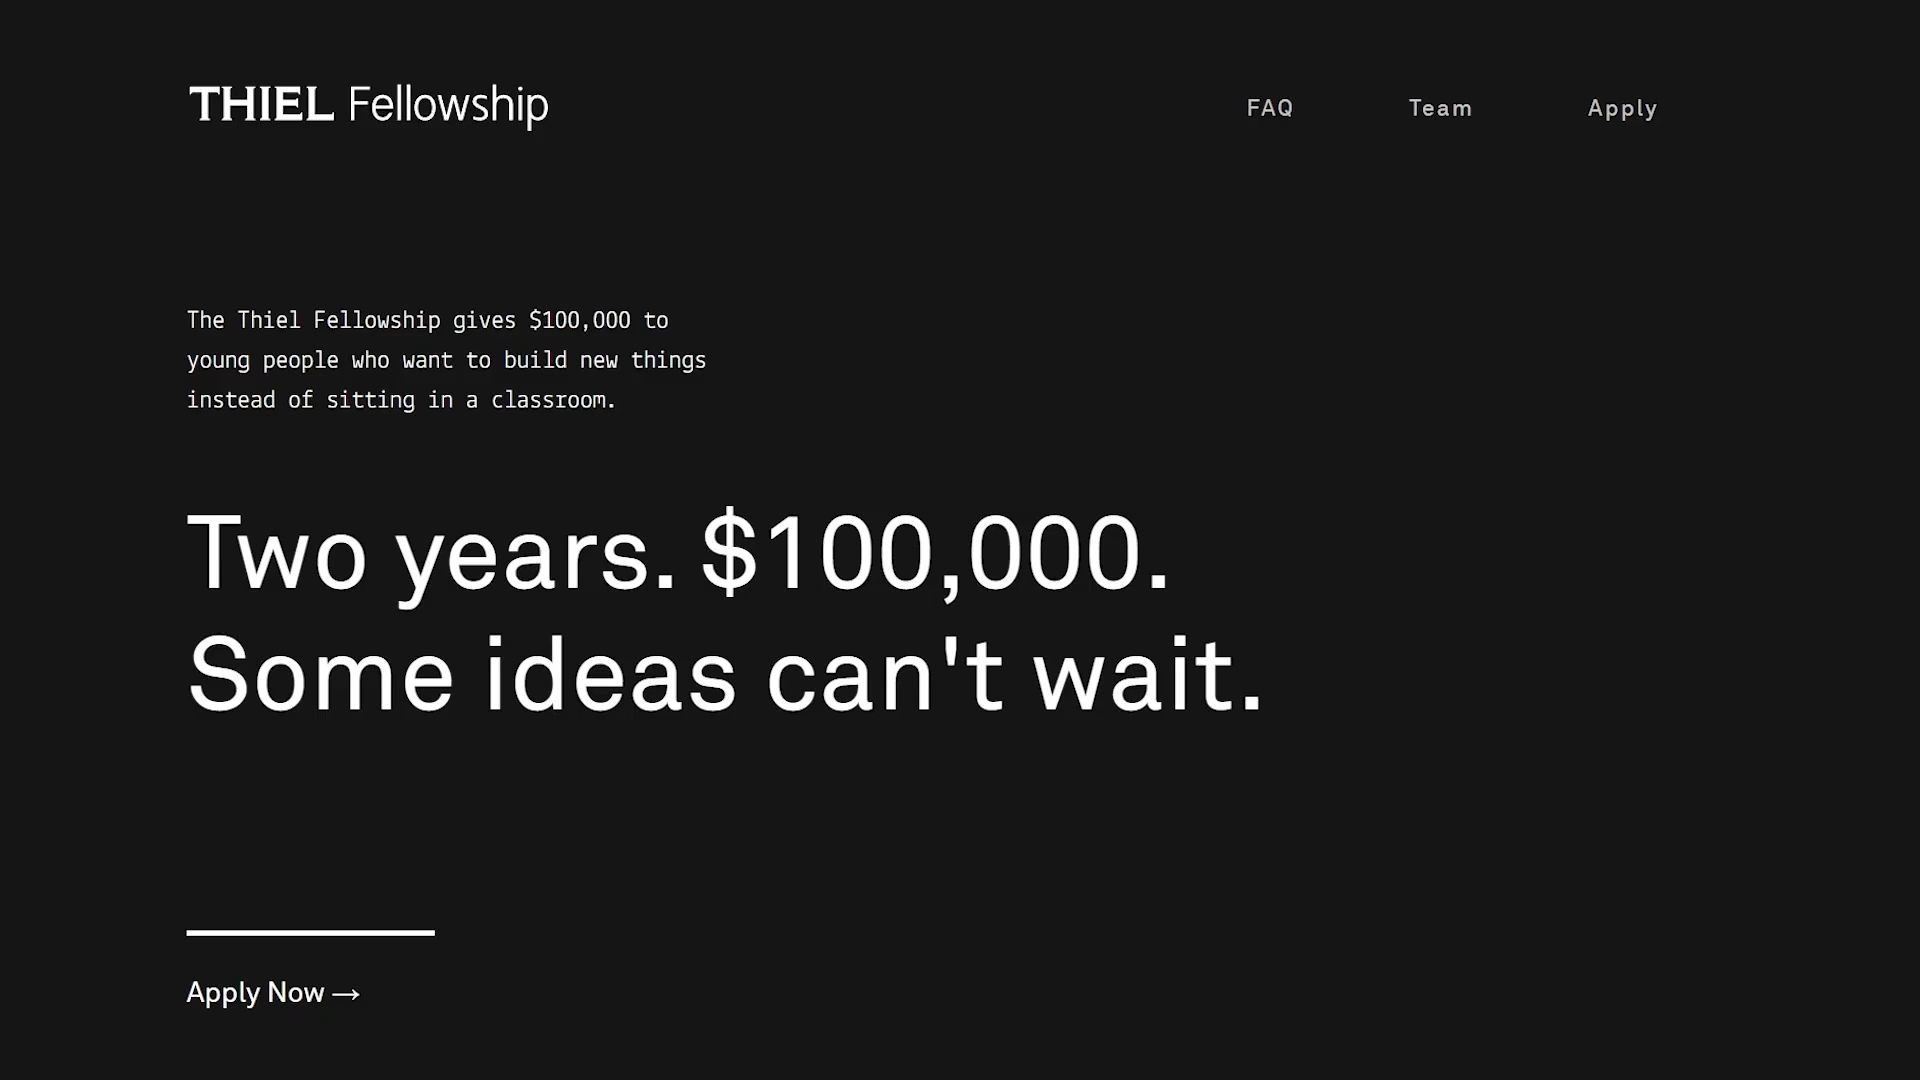 THIEL Fellowship
FAQ
Team
Apply
The Thiel Fellowship gives $100,000 to
young people who want to build new things
instead of sitting in a classroom.
Two years. $100,000.
Some ideas can't wait.
Apply Now →